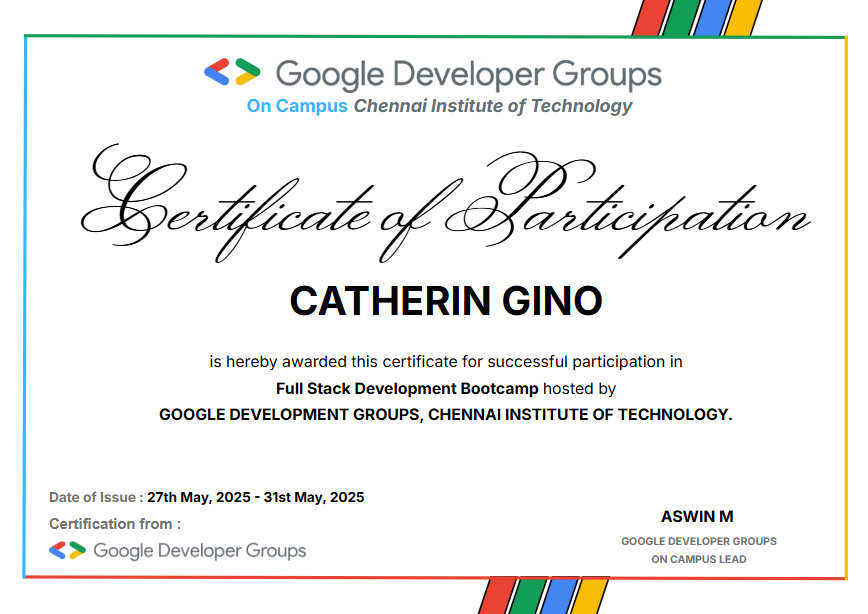 Google Developer Groups
On Campus Chennai Institute of Technology
Certificate of Participation
CATHERIN GINO
is hereby awarded this certificate for successful participation in
Full Stack Development Bootcamp hosted by
GOOGLE DEVELOPMENT GROUPS, CHENNAI INSTITUTE OF TECHNOLOGY.
Date of Issue : 27th May, 2025 - 31st May, 2025
Certification from :
Google Developer Groups
ASWIN M
GOOGLE DEVELOPER GROUPS
ON CAMPUS LEAD